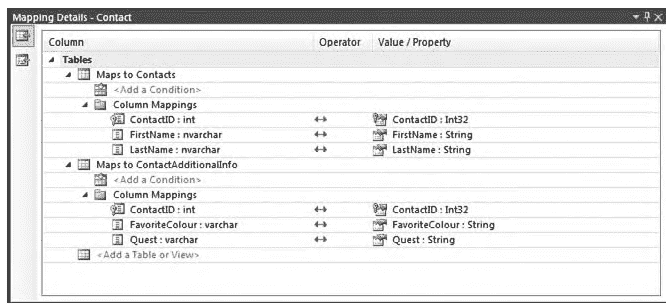 Mapping Details - Contact
Column Operator Value / Property
Tables
Maps to Contacts
<Add a Condition>
Column Mappings
ContactID : int ContactID : Int32
FirstName : nvarchar FirstName : String
LastName : nvarchar LastName : String
Maps to ContactAdditionalInfo
<Add a Condition>
Column Mappings
ContactID : int ContactID : Int32
FavoriteColour : varchar FavoriteColour : String
Quest : varchar Quest : String
<Add a Table or View>